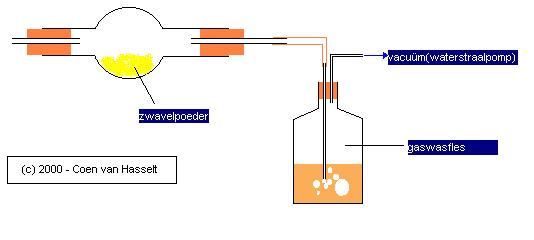 vacuüm(waterstraalpomp)
zwavelpoeder
gaswasfles
(c) 2000 - Coen van Hasselt